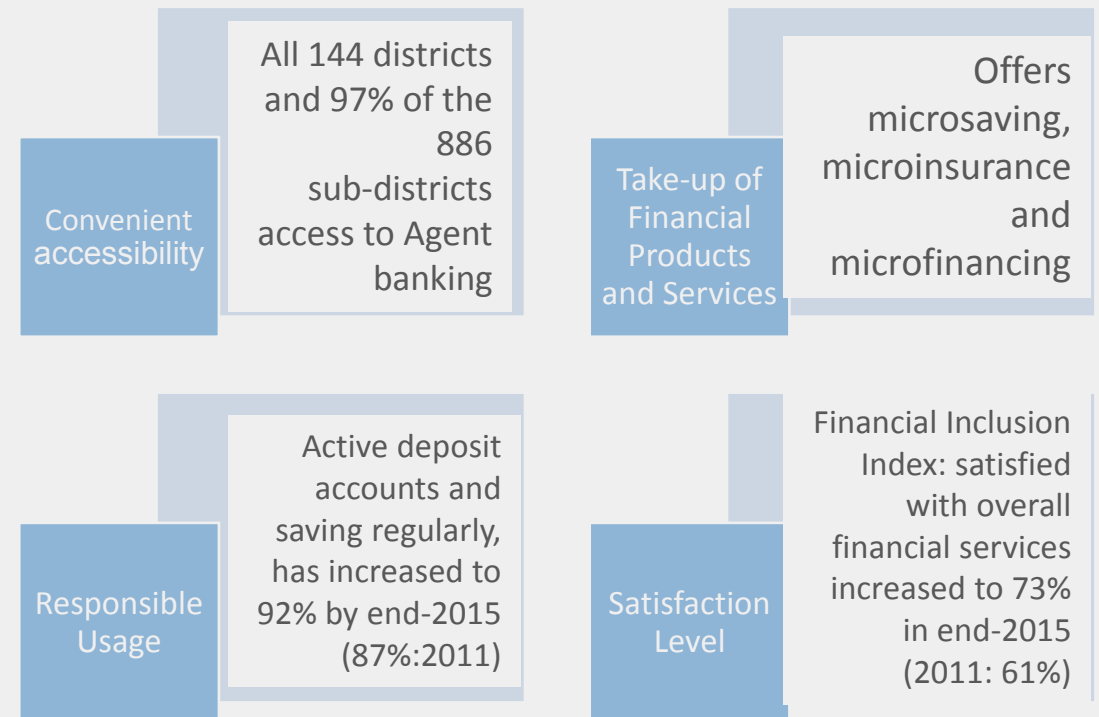 Convenient
accessibility
All 144 districts
and 97% of the
886
sub-districts
access to Agent
banking
Take-up of
Financial
Products
and Services
Offers
microsaving,
microinsurance
and
microfinancing
Responsible
Usage
Active deposit
accounts and
saving regularly,
has increased to
92% by end-2015
(87%:2011)
Satisfaction
Level
Financial Inclusion
Index: satisfied
with overall
financial services
increased to 73%
in end-2015
(2011: 61%)